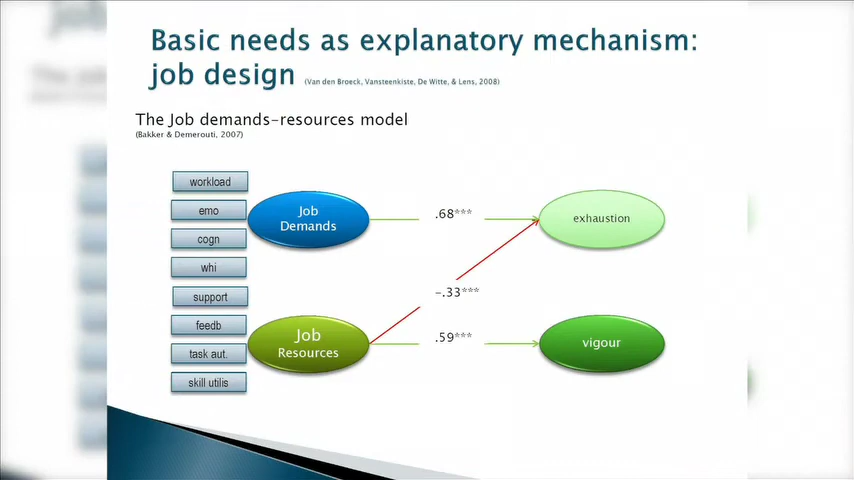 Basic needs as explanatory mechanism:
job design (Van den Broeck, Vansteenkiste, De Witte, & Lens, 2008)
The Job demands-resources model
(Bakker & Demerouti, 2007)
workload
emo
cogn
whi
support
feedb
task aut.
skill utilis
Job
Demands
Job
Resources
.68***
-.33***
.59***
exhaustion
vigour